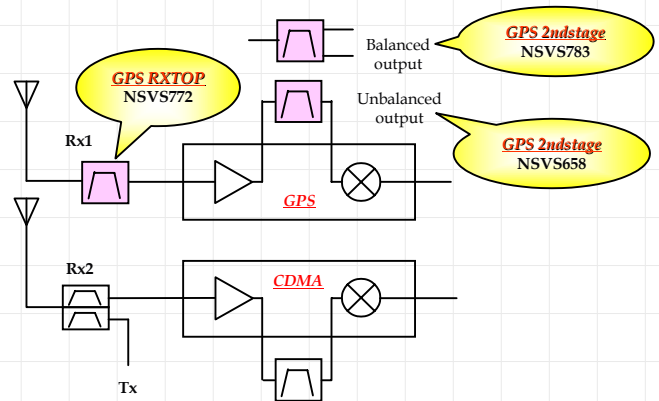 GPS 2ndstage
NSVS783
Balanced
output
GPS RXTOP
NSVS772
Unbalanced
output
Rx1
GPS 2ndstage
NSVS658
GPS
Rx2
CDMA
Tx